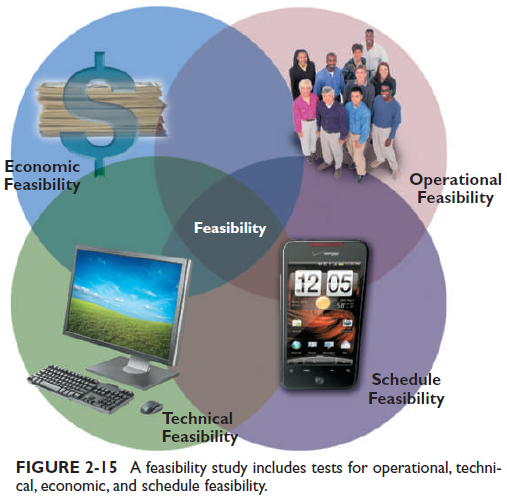 Economic
Feasibility
Operational
Feasibility
Feasibility
12 05
Schedule
Feasibility
Technical
Feasibility
FIGURE 2-15 A feasibility study includes tests for operational, techni-
cal, economic, and schedule feasibility.